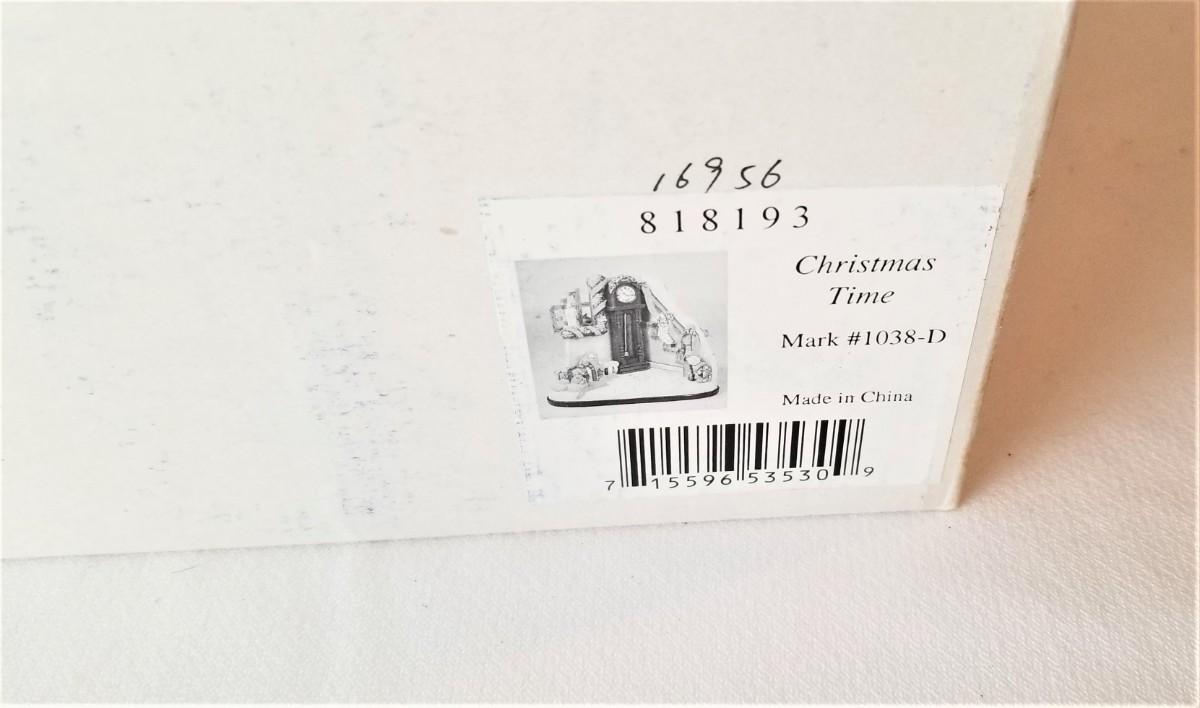 16956
818193
Christmas
Time
Mark #1038-D
Made in China
7 15596 53530 9